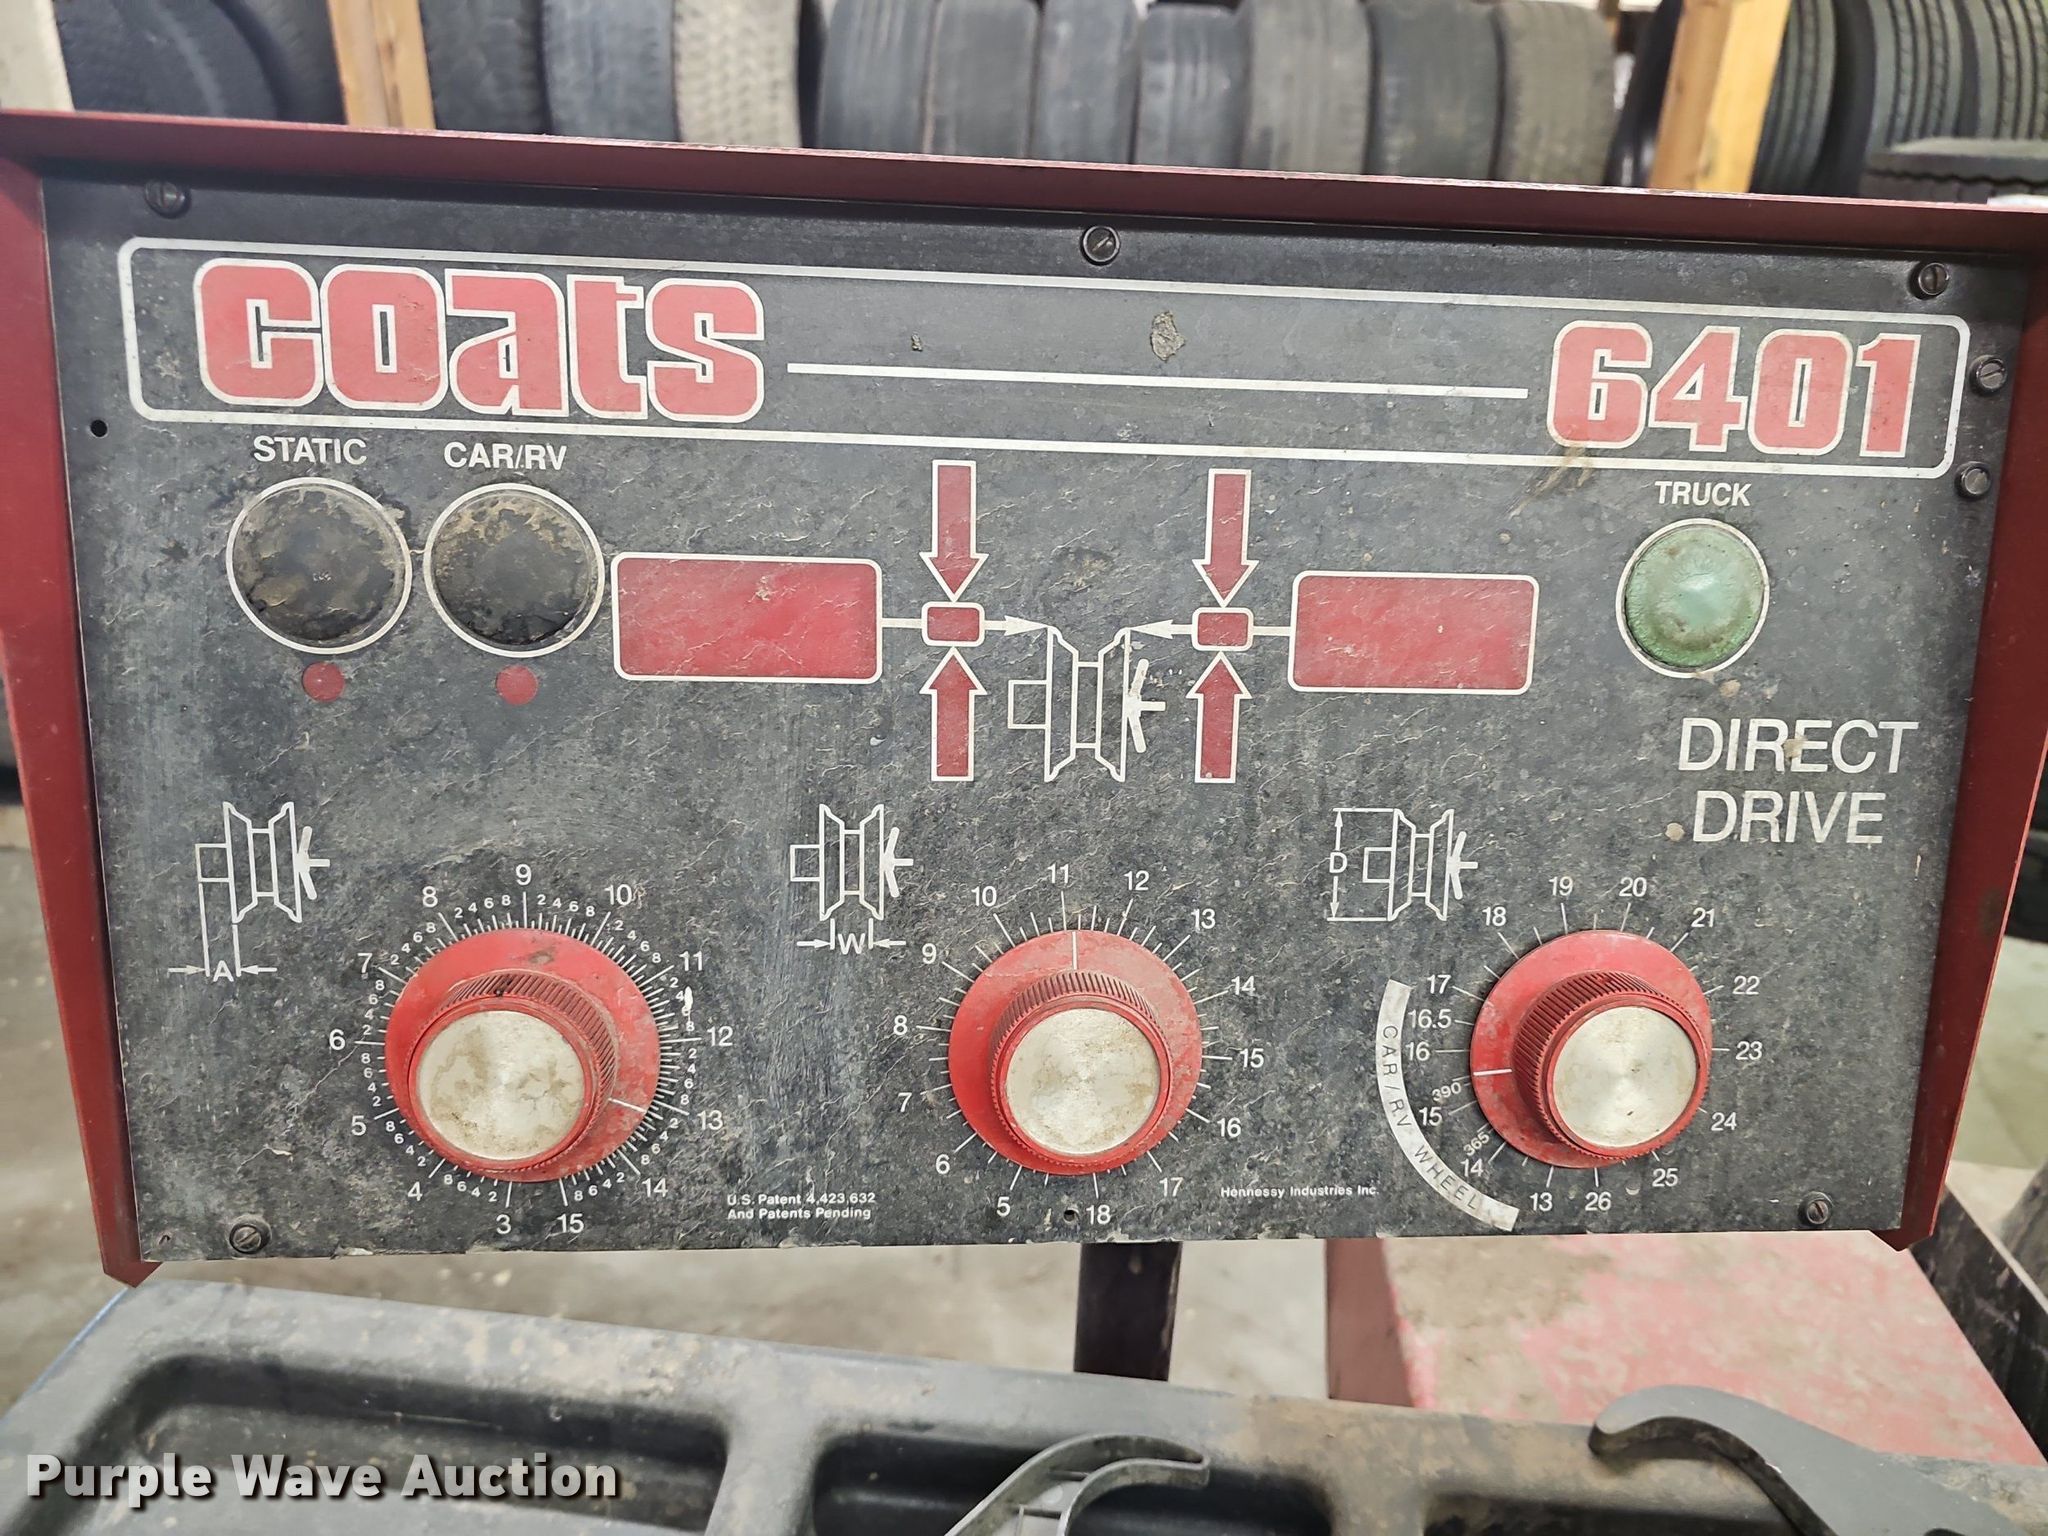 coats 6401
STATIC CAR/RV TRUCK
DIRECT
DRIVE
A
3 4 5 6 7 8 9 10 11 12 13 14 15
W
5 6 7 8 9 10 11 12 13 14 15 16 17 18
D
13 14 365 15 390 16 16.5 17 18 19 20 21 22 23 24 25 26
CAR/RV WHEEL
U.S. Patent 4,423,632
And Patents Pending
Hennessy Industries Inc.
Purple Wave Auction